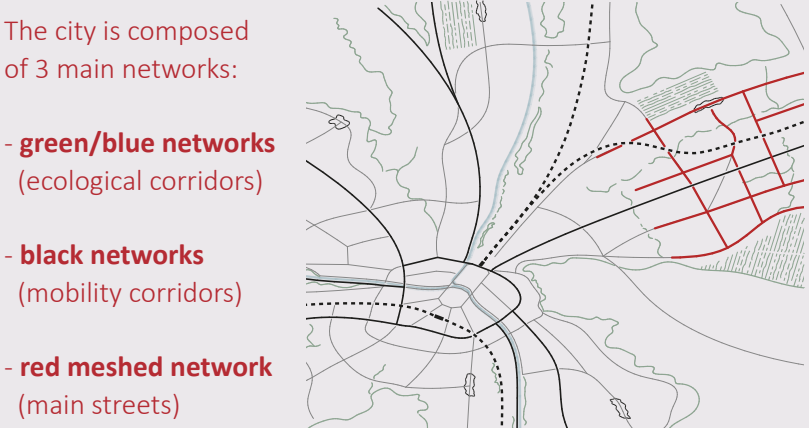 The city is composed
of 3 main networks:
- green/blue networks
(ecological corridors)
- black networks
(mobility corridors)
- red meshed network
(main streets)